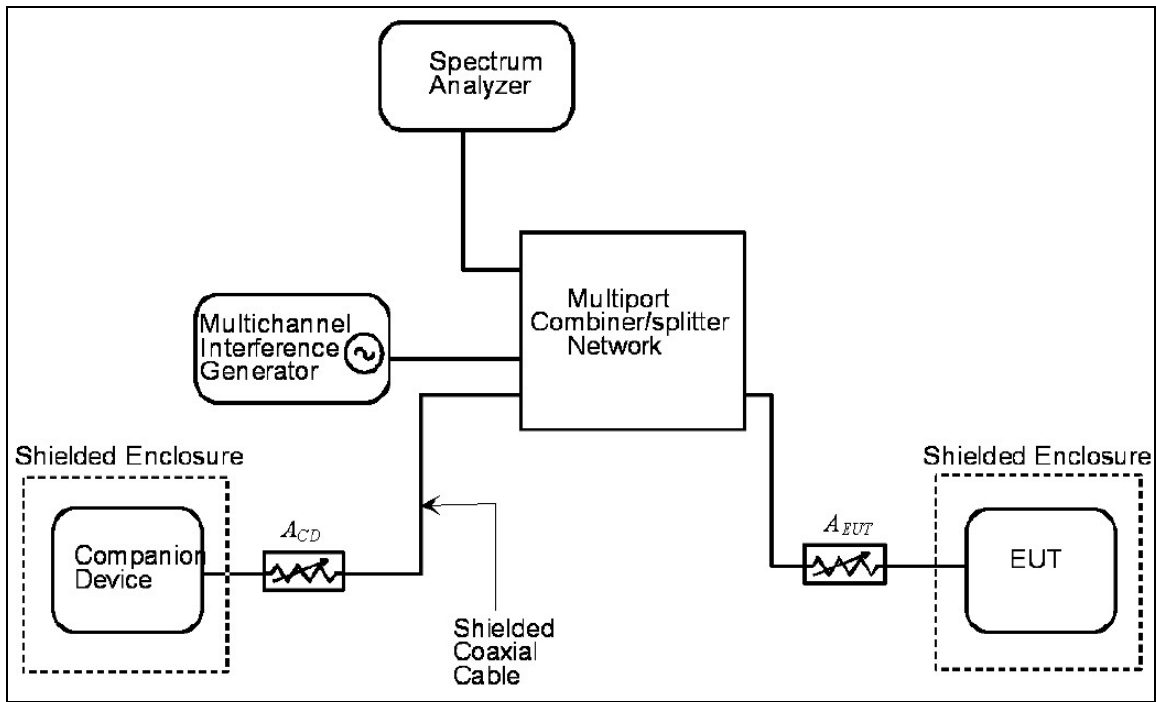 Spectrum
Analyzer
Multiport
Combiner/splitter
Network
Multichannel
Interference
Generator
Shielded Enclosure
Shielded Enclosure
A_CD
A_EUT
Companion
Device
EUT
Shielded
Coaxial
Cable